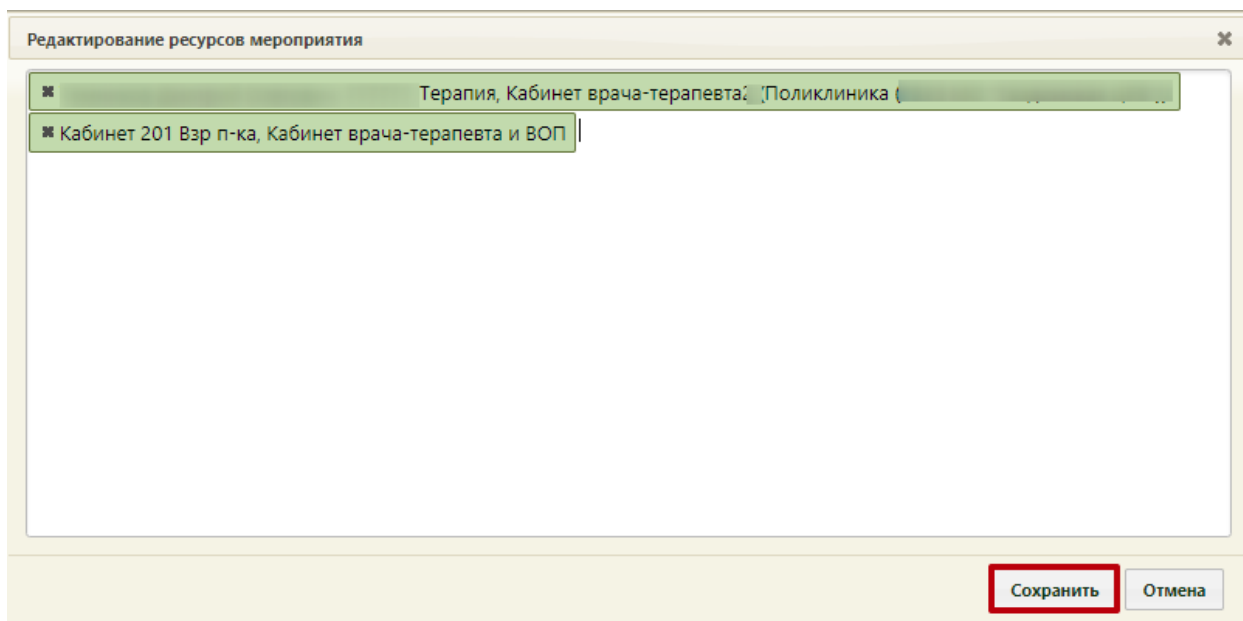 Редактирование ресурсов мероприятия
Терапия, Кабинет врача-терапевта (Поликлиника (
Кабинет 201 Взр п-ка, Кабинет врача-терапевта и ВОП
Сохранить Отмена